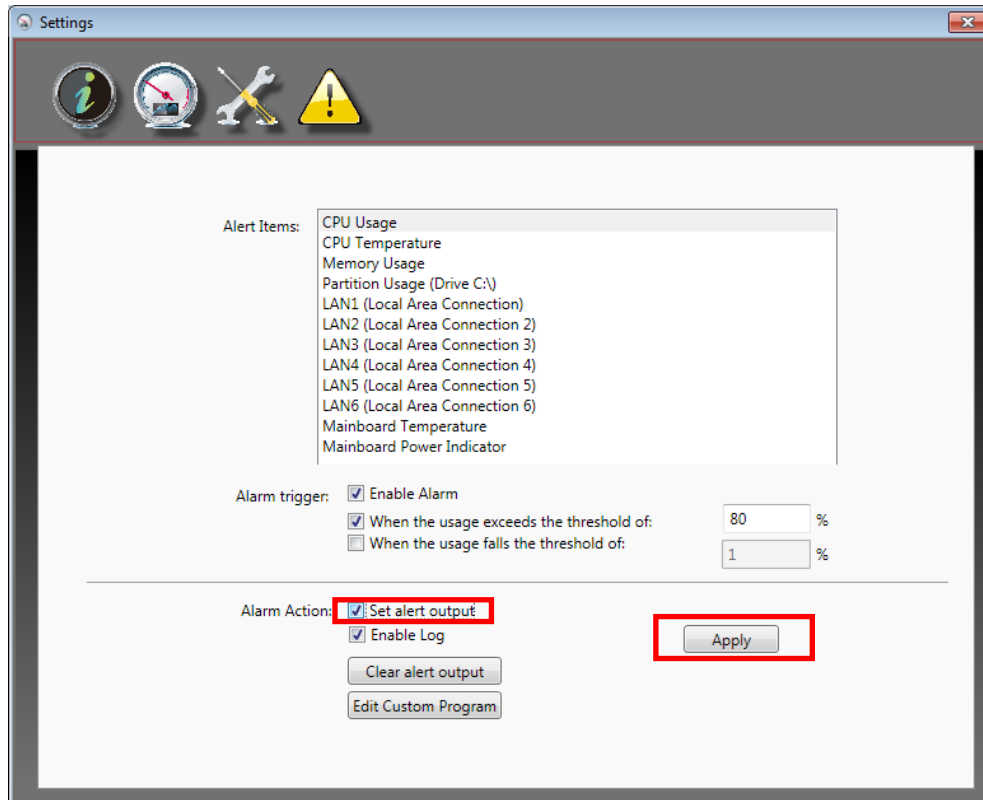 Settings
Alert Items:
CPU Usage
CPU Temperature
Memory Usage
Partition Usage (Drive C:\)
LAN1 (Local Area Connection)
LAN2 (Local Area Connection 2)
LAN3 (Local Area Connection 3)
LAN4 (Local Area Connection 4)
LAN5 (Local Area Connection 5)
LAN6 (Local Area Connection 6)
Mainboard Temperature
Mainboard Power Indicator
Alarm trigger: Enable Alarm
When the usage exceeds the threshold of: 80 %
When the usage falls the threshold of: 1 %
Alarm Action: Set alert output
Enable Log
Apply
Clear alert output
Edit Custom Program